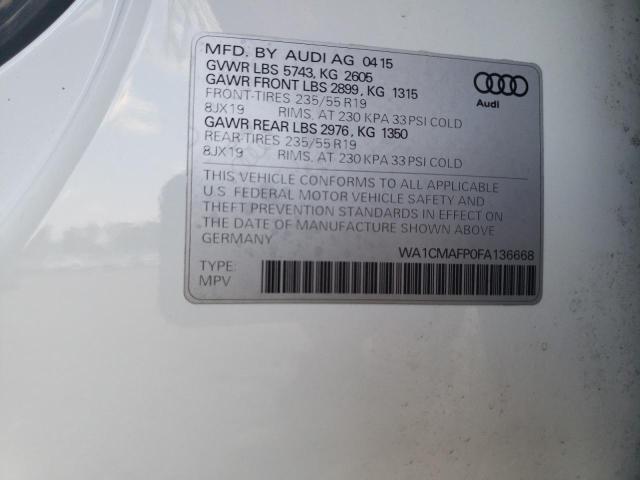 MFD. BY AUDI AG 0415
GVWR LBS 5743, KG 2605
GAWR FRONT LBS 2899, KG 1315
FRONT-TIRES 235/55 R19
8JX19 RIMS, AT 230 KPA 33 PSI COLD
GAWR REAR LBS 2976, KG 1350
REAR-TIRES 235/55 R19
8JX19 RIMS, AT 230 KPA 33 PSI COLD
Audi
THIS VEHICLE CONFORMS TO ALL APPLICABLE
U.S. FEDERAL MOTOR VEHICLE SAFETY AND
THEFT PREVENTION STANDARDS IN EFFECT ON
THE DATE OF MANUFACTURE SHOWN ABOVE
GERMANY
WA1CMAFP0FA136668
TYPE:
MPV